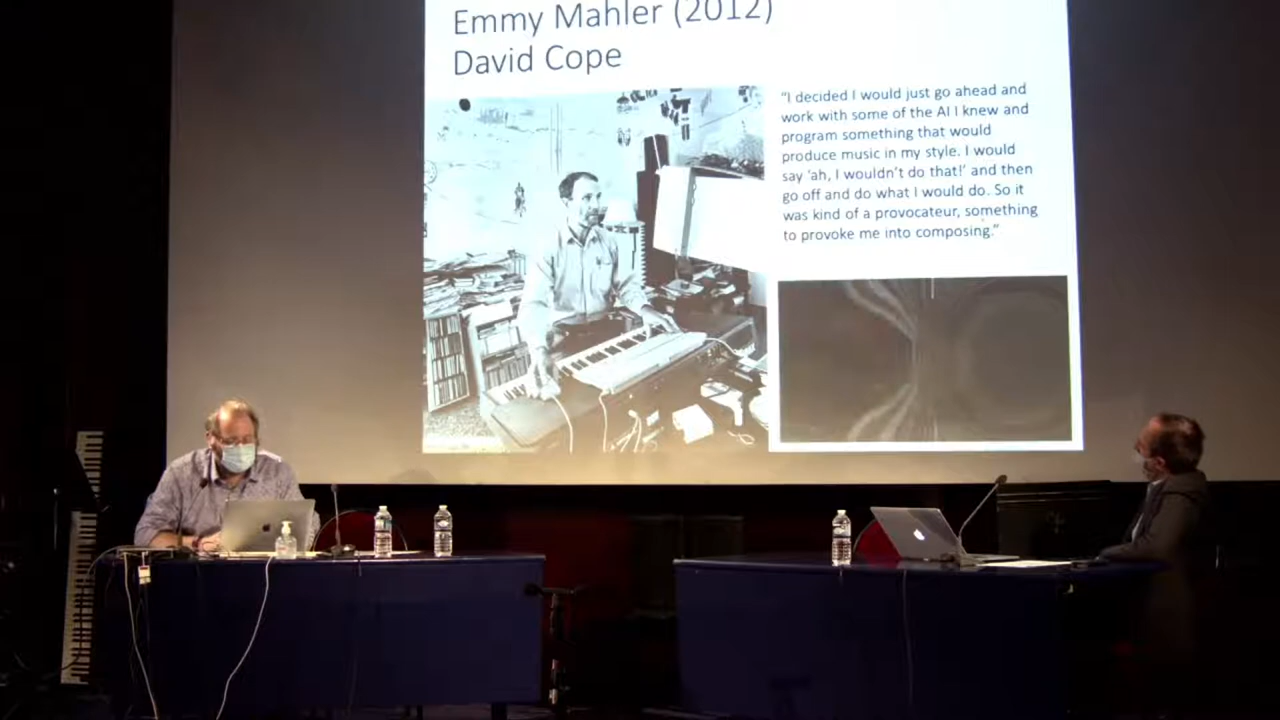 Emmy Mahler (2012)
David Cope
“I decided I would just go ahead and
work with some of the AI I knew and
program something that would
produce music in my style. I would
say ‘ah, I wouldn’t do that!’ and then
go off and do what I would do. So it
was kind of a provocateur, something
to provoke me into composing.”